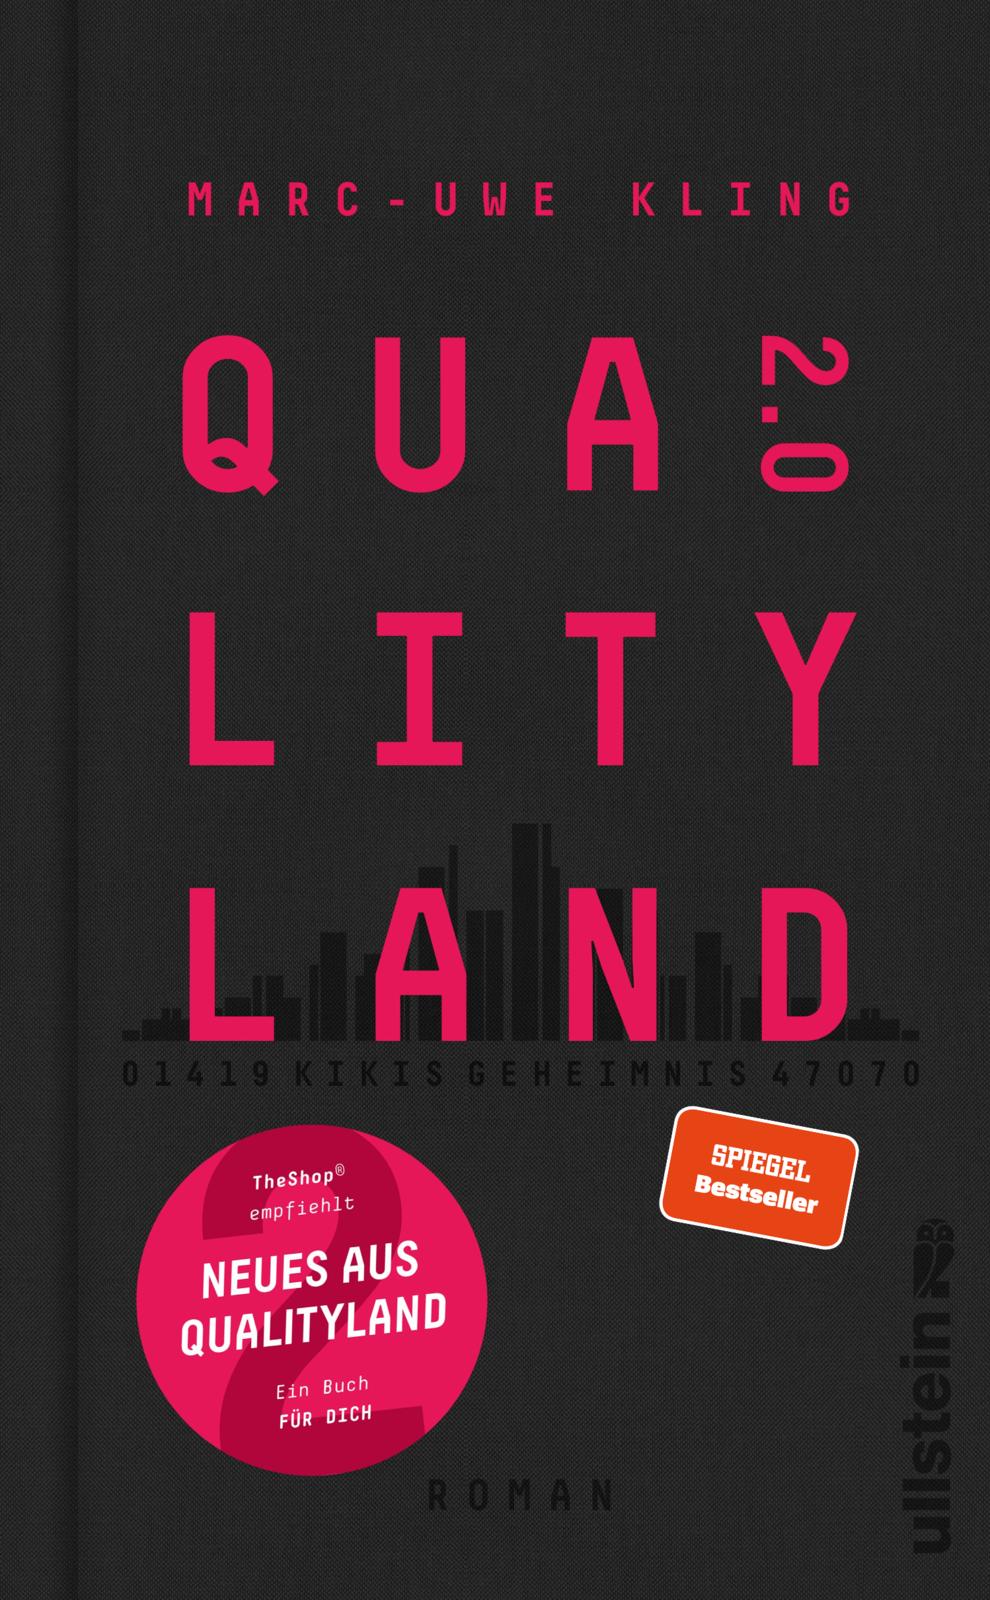 MARC-UWE KLING
QUA 2.0
LITY
LAND
01419 KIKIS GEHEIMNIS 47070
TheShop®
empfiehlt
NEUES AUS
QUALITYLAND
Ein Buch
FÜR DICH
SPIEGEL
Bestseller
ROMAN
ullstein